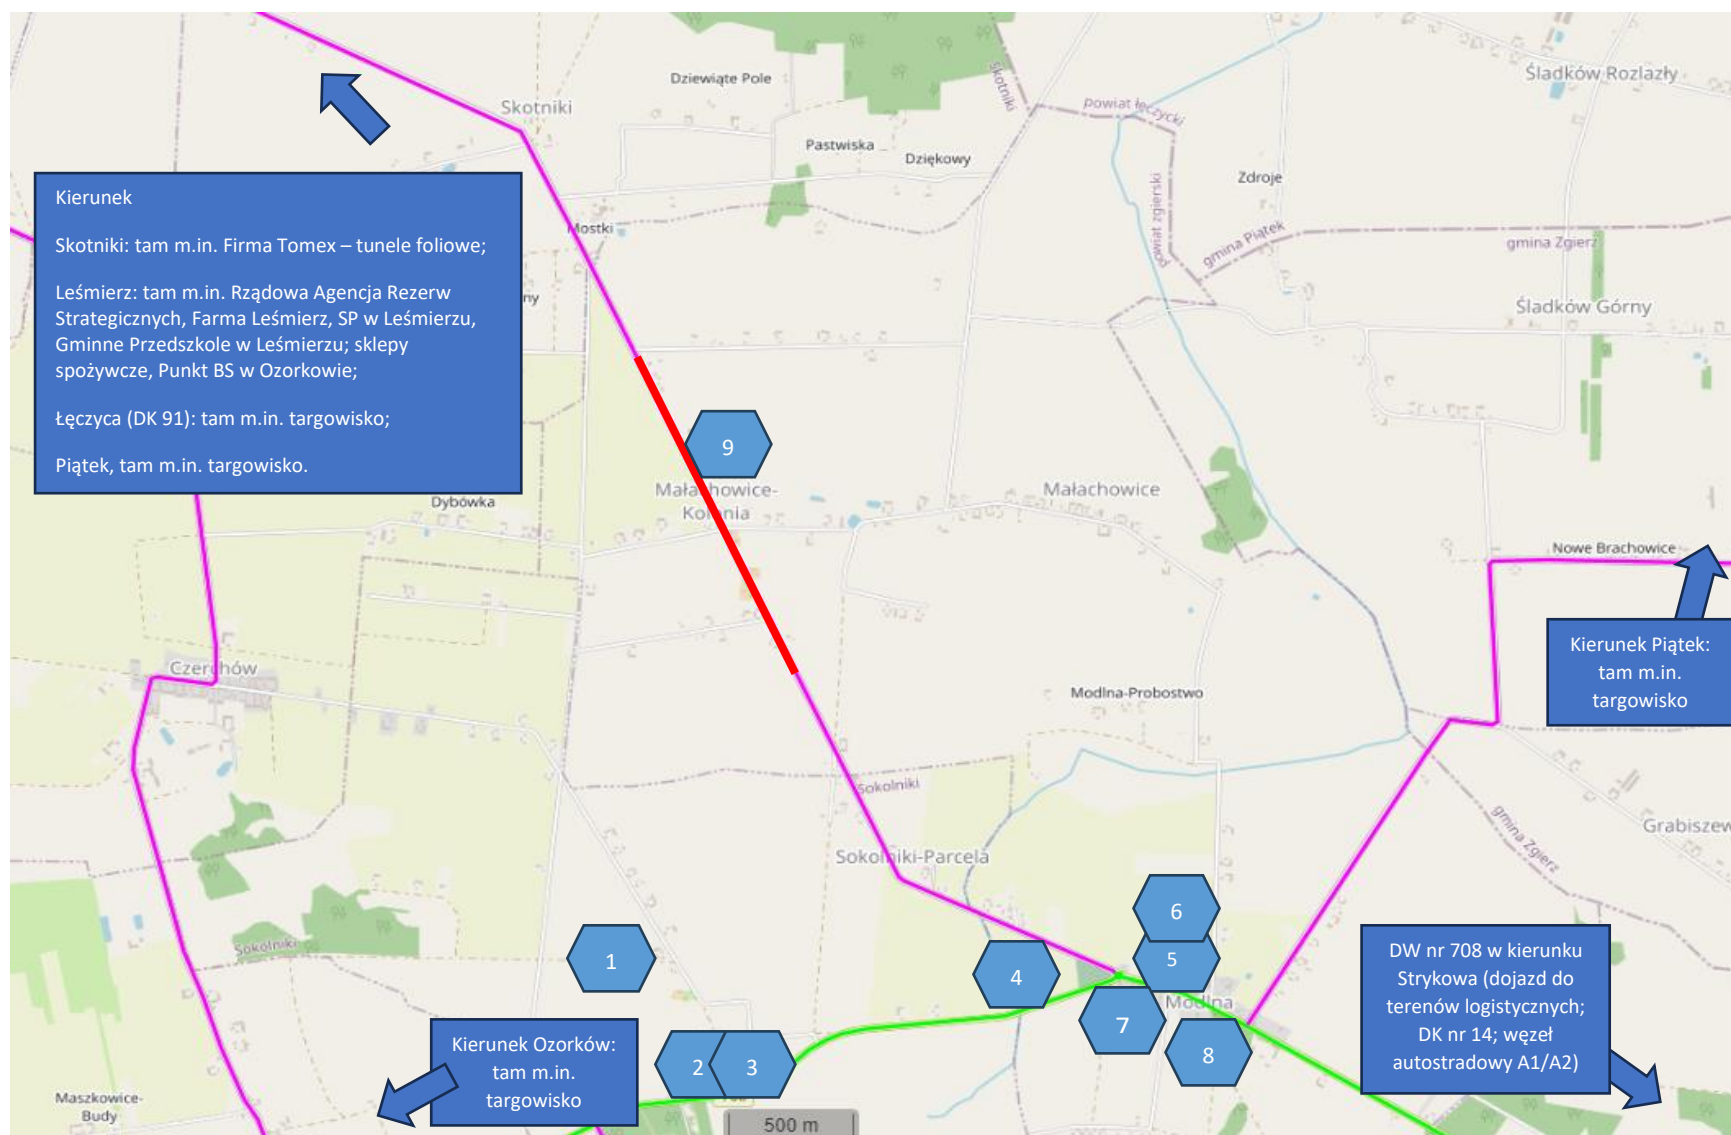 Skotniki
Dziewiąte Pole
Skotniki
powiat łęczycki
Śladków Rozlazły
Pastwiska
Dziękowy
Zdroje
powiat zgierski
gmina Piątek
gmina Zgierz
Mostki
ny
Śladków Górny
Kierunek
Skotniki: tam m.in. Firma Tomex – tunele foliowe;
Leśmierz: tam m.in. Rządowa Agencja Rezerw
Strategicznych, Farma Leśmierz, SP w Leśmierzu,
Gminne Przedszkole w Leśmierzu; sklepy
spożywcze, Punkt BS w Ozorkowie;
Łęczyca (DK 91): tam m.in. targowisko;
Piątek, tam m.in. targowisko.
9
Małachowice-
Kolonia
Małachowice
Dybówka
Nowe Brachowice
Kierunek Piątek:
tam m.in.
targowisko
Czerchów
Modlna-Probostwo
Sokolniki
gmina Zgierz
Grabiszew
Sokolniki-Parcela
Sokolniki
1
4
6
5
7
Modlna
8
DW nr 708 w kierunku
Strykowa (dojazd do
terenów logistycznych;
DK nr 14; węzeł
autostradowy A1/A2)
Kierunek Ozorków:
tam m.in.
targowisko
2
3
Maszkowice-
Budy
500 m